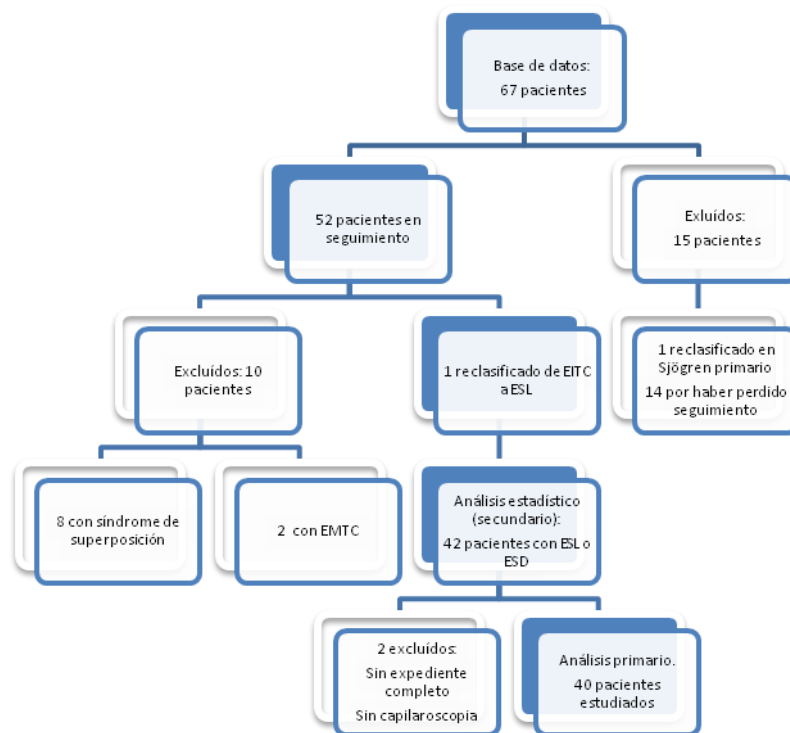 Base de datos:
67 pacientes
52 pacientes en
seguimiento
Exluídos:
15 pacientes
Excluídos: 10
pacientes
1 reclasificado de EITC
a ESL
1 reclasificado en
Sjögren primario
14 por haber perdido
seguimiento
8 con síndrome de
superposición
2 con EMTC
Análisis estadístico
(secundario):
42 pacientes con ESL o
ESD
2 excluídos:
Sin expediente
completo
Sin capilaroscopia
Análisis primario.
40 pacientes
estudiados